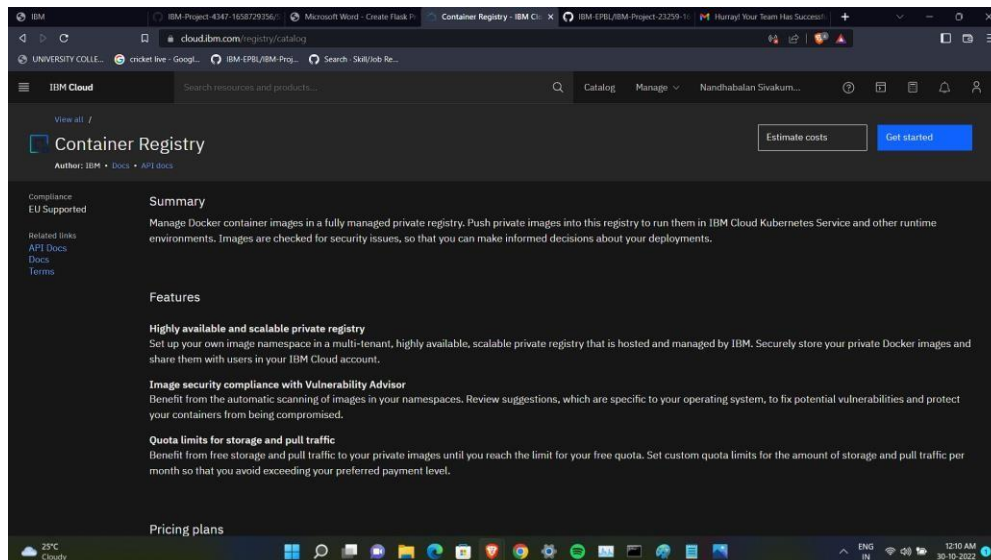 IBM
IBM-Project-4347-1658729356/
Microsoft Word - Create Flask Pr
Container Registry - IBM Cl
IBM-EPBL/IBM-Project-23259-16
Hurray! Your Team Has Successfu
cloud.ibm.com/registry/catalog
UNIVERSITY COLLE...
cricket live - Googl...
IBM-EPBL/IBM-Proj...
Search · Skill/Job Re...
IBM Cloud
Search resources and products...
Catalog
Manage
Nandhabalan Sivakum...
View all /
Container Registry
Author: IBM • Docs • API docs
Estimate costs
Get started
Compliance
EU Supported
Related links
API Docs
Docs
Terms
Summary
Manage Docker container images in a fully managed private registry. Push private images into this registry to run them in IBM Cloud Kubernetes Service and other runtime
environments. Images are checked for security issues, so that you can make informed decisions about your deployments.
Features
Highly available and scalable private registry
Set up your own image namespace in a multi-tenant, highly available, scalable private registry that is hosted and managed by IBM. Securely store your private Docker images and
share them with users in your IBM Cloud account.
Image security compliance with Vulnerability Advisor
Benefit from the automatic scanning of images in your namespaces. Review suggestions, which are specific to your operating system, to fix potential vulnerabilities and protect
your containers from being compromised.
Quota limits for storage and pull traffic
Benefit from free storage and pull traffic to your private images until you reach the limit for your free quota. Set custom quota limits for the amount of storage and pull traffic per
month so that you avoid exceeding your preferred payment level.
Pricing plans
25°C
Cloudy
ENG
IN
12:10 AM
30-10-2022